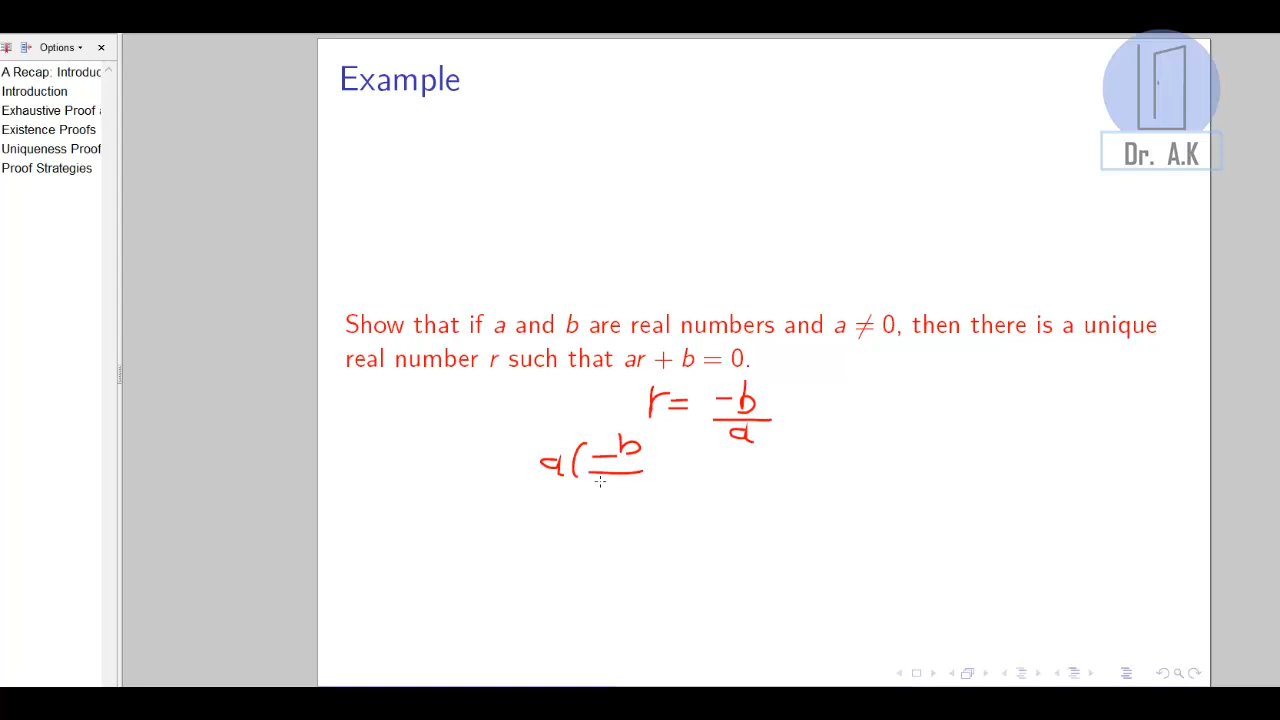 Options
A Recap: Introduc
Introduction
Exhaustive Proof a
Existence Proofs
Uniqueness Proof
Proof Strategies
Example
Dr. A.K
Show that if a and b are real numbers and a ≠ 0, then there is a unique
real number r such that ar + b = 0.
r = -b/a
a(-b